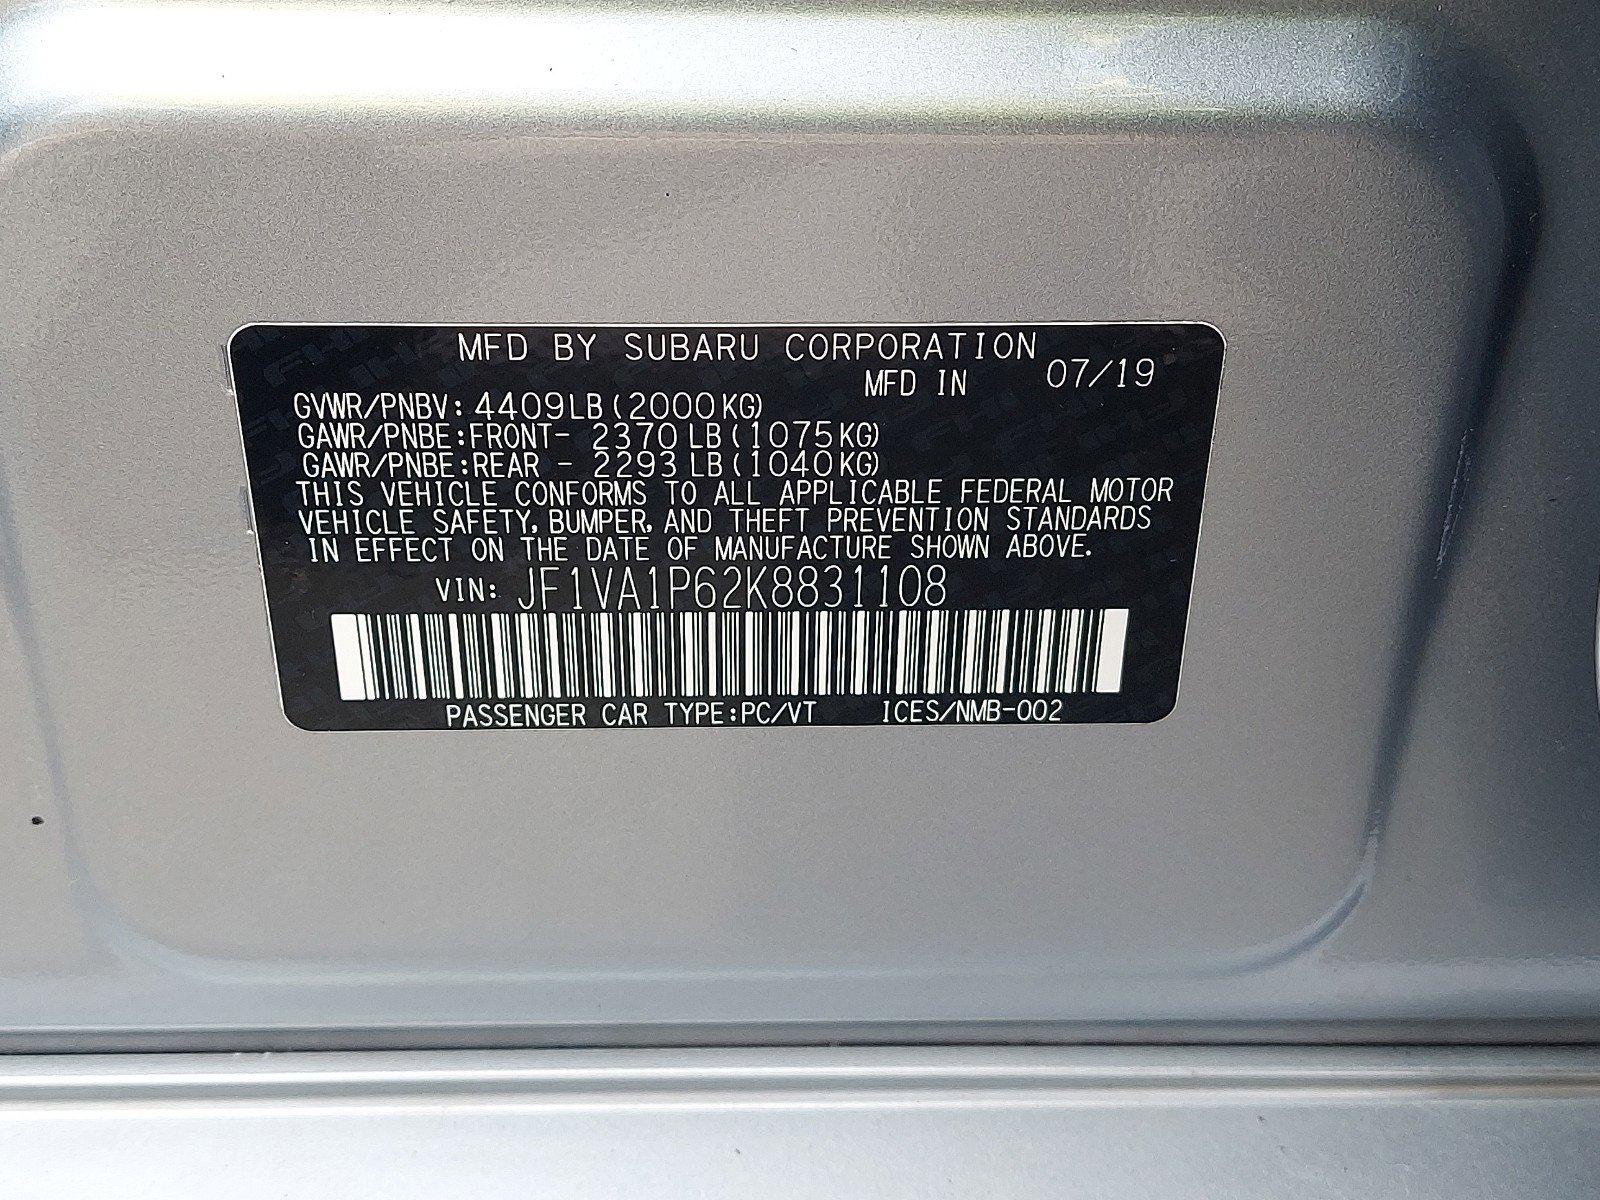 MFD BY SUBARU CORPORATION
MFD IN 07/19
GVWR/PNBV: 4409LB(2000KG)
GAWR/PNBE:FRONT- 2370LB(1075KG)
GAWR/PNBE:REAR - 2293LB(1040KG)
THIS VEHICLE CONFORMS TO ALL APPLICABLE FEDERAL MOTOR
VEHICLE SAFETY, BUMPER, AND THEFT PREVENTION STANDARDS
IN EFFECT ON THE DATE OF MANUFACTURE SHOWN ABOVE.
VIN: JF1VA1P62K8831108
PASSENGER CAR TYPE:PC/VT ICES/NMB-002